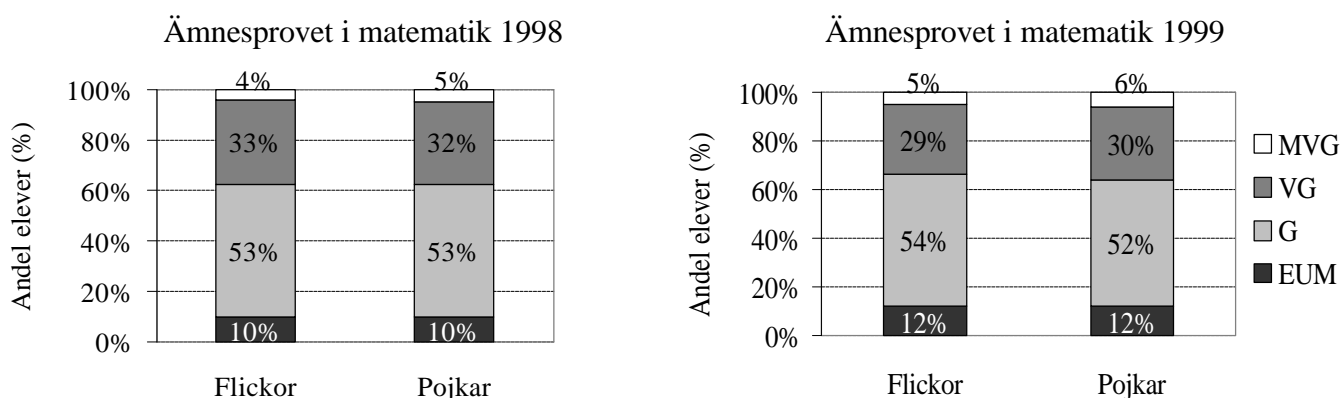 Ämnesprovet i matematik 1998
Andel elever (%)
100%
80%
60%
40%
20%
0%
4%
5%
33%
32%
53%
53%
10%
10%
Flickor
Pojkar
Ämnesprovet i matematik 1999
Andel elever (%)
100%
80%
60%
40%
20%
0%
5%
6%
29%
30%
54%
52%
12%
12%
Flickor
Pojkar
MVG
VG
G
EUM